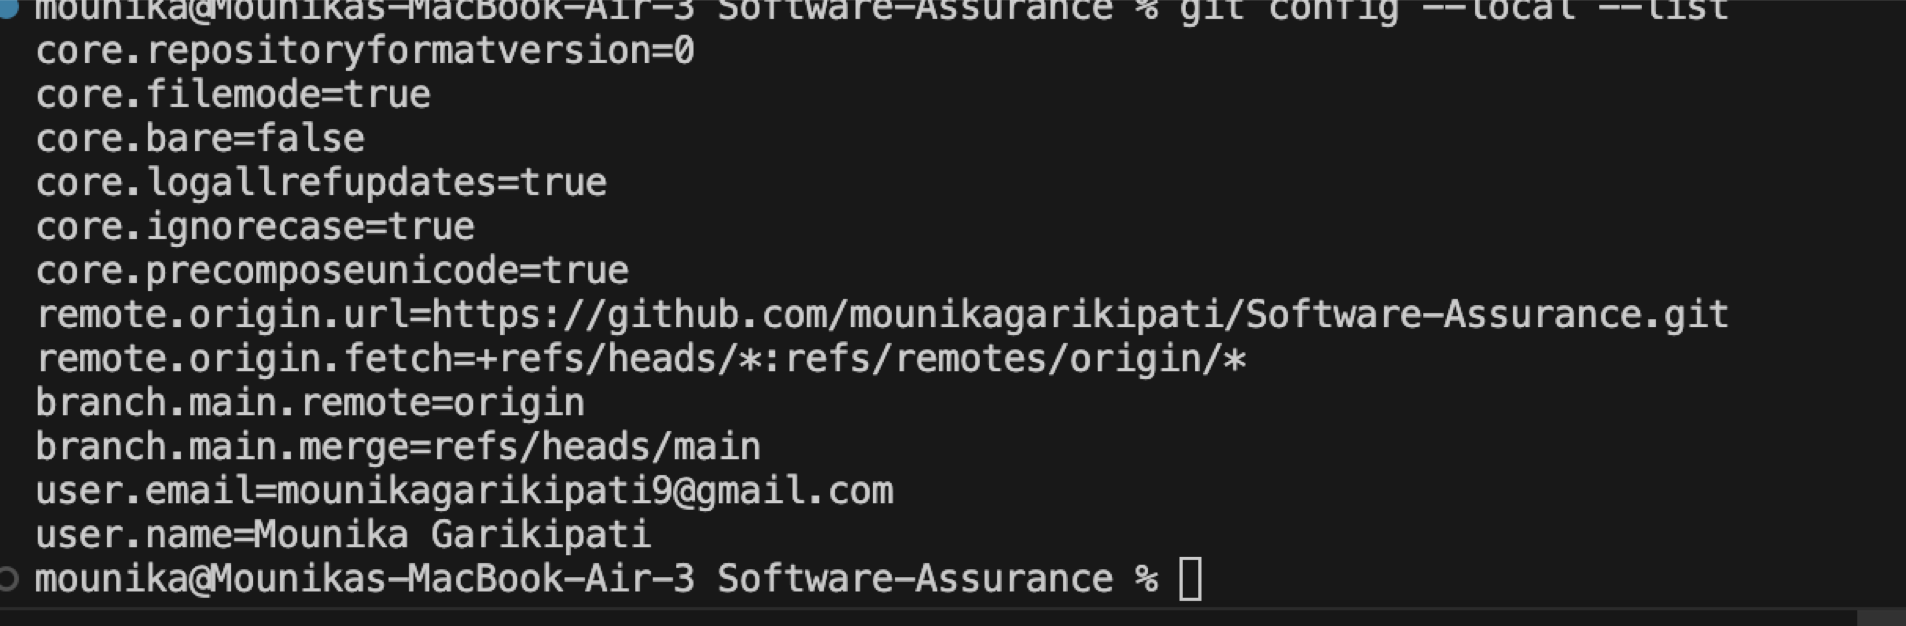 mounika@Mounikas-MacBook-Air-3 Software-Assurance % git config --local --list
core.repositoryformatversion=0
core.filemode=true
core.bare=false
core.logallrefupdates=true
core.ignorecase=true
core.precomposeunicode=true
remote.origin.url=https://github.com/mounikagarikipati/Software-Assurance.git
remote.origin.fetch=+refs/heads/*:refs/remotes/origin/*
branch.main.remote=origin
branch.main.merge=refs/heads/main
user.email=mounikagarikipati9@gmail.com
user.name=Mounika Garikipati
mounika@Mounikas-MacBook-Air-3 Software-Assurance %